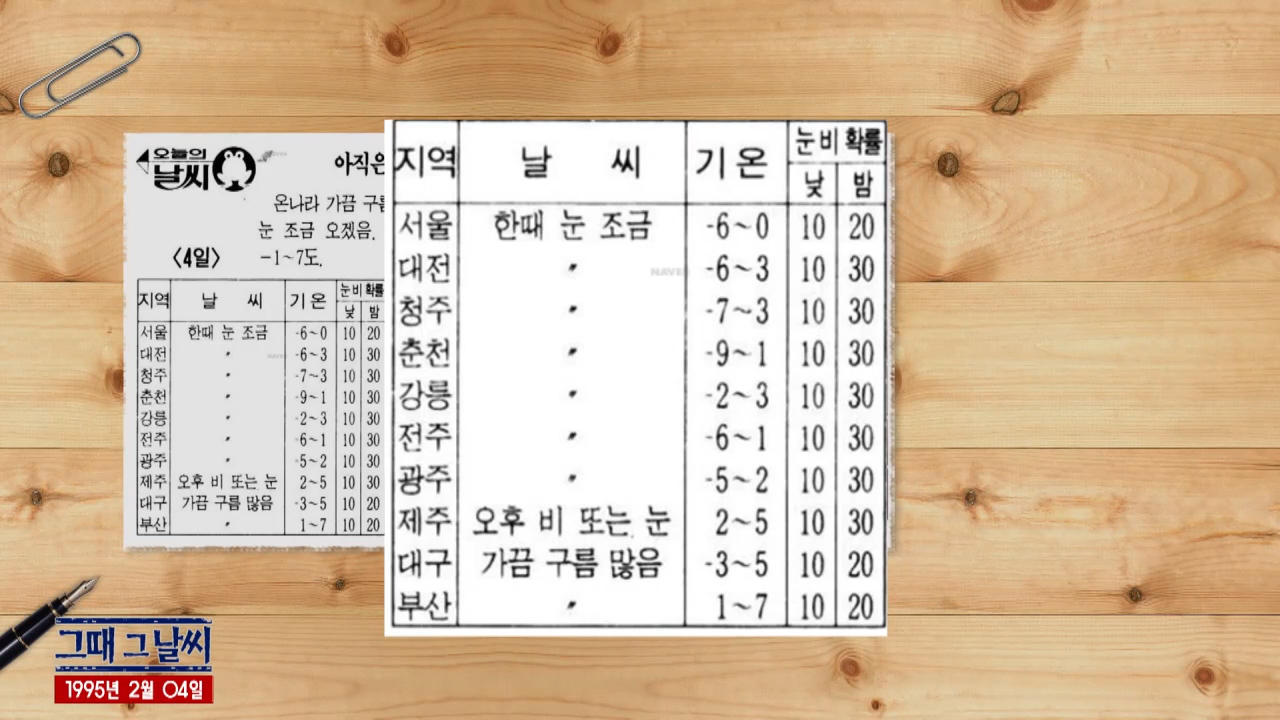 오늘의
날씨
아직은
온나라 가끔 구름
눈 조금 오겠음.
〈4일〉 -1~7도.
지역 날 씨 기온 눈비 확률
낮 밤
서울 한때 눈 조금 -6~0 10 20
대전 〃 -6~3 10 30
청주 〃 -7~3 10 30
춘천 〃 -9~1 10 30
강릉 〃 -2~3 10 30
전주 〃 -6~1 10 30
광주 〃 -5~2 10 30
제주 오후 비 또는 눈 2~5 10 30
대구 가끔 구름 많음 -3~5 10 20
부산 〃 1~7 10 20
지역 날 씨 기온 눈비 확률
낮 밤
서울 한때 눈 조금 -6~0 10 20
대전 〃 NAVER -6~3 10 30
청주 〃 -7~3 10 30
춘천 〃 -9~1 10 30
강릉 〃 -2~3 10 30
전주 〃 -6~1 10 30
광주 〃 -5~2 10 30
제주 오후 비 또는 눈 2~5 10 30
대구 가끔 구름 많음 -3~5 10 20
부산 〃 1~7 10 20
그때 그 날씨
1995년 2월 04일